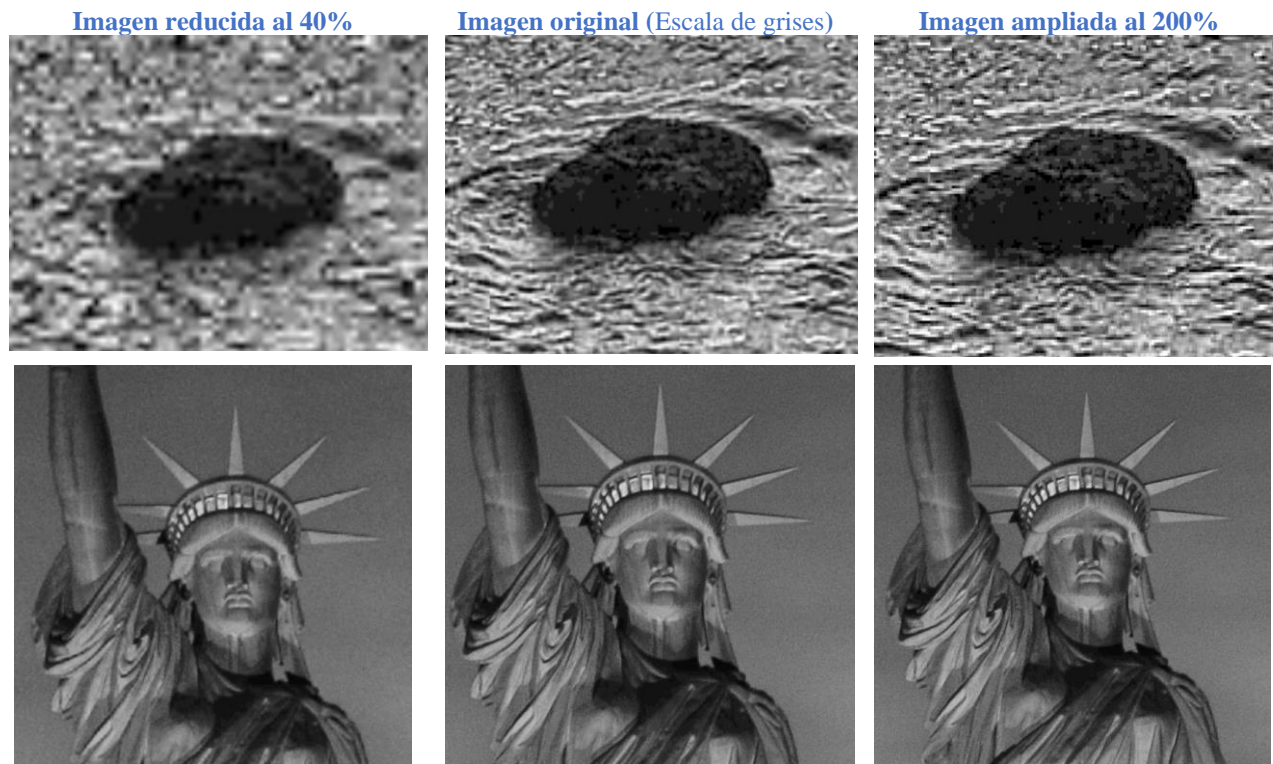 Imagen reducida al 40%
Imagen original (Escala de grises)
Imagen ampliada al 200%